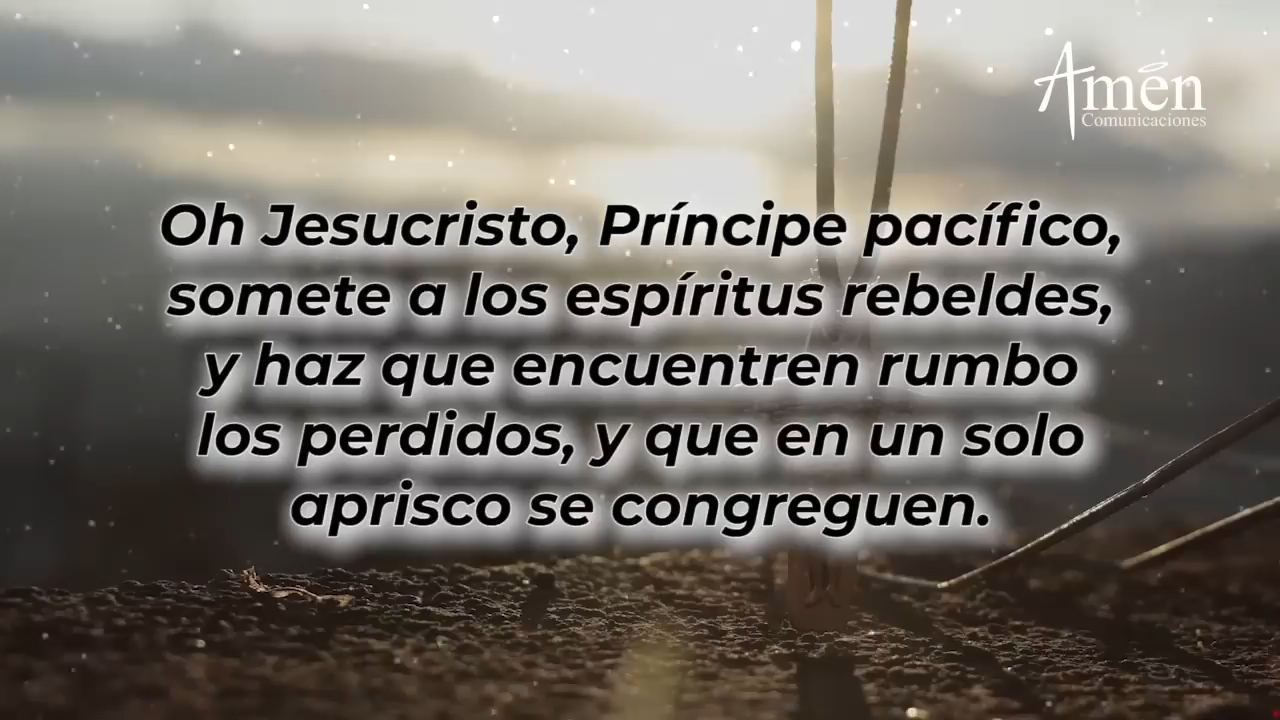 Amén
Comunicaciones
Oh Jesucristo, Príncipe pacífico,
somete a los espíritus rebeldes,
y haz que encuentren rumbo
los perdidos, y que en un solo
aprisco se congreguen.